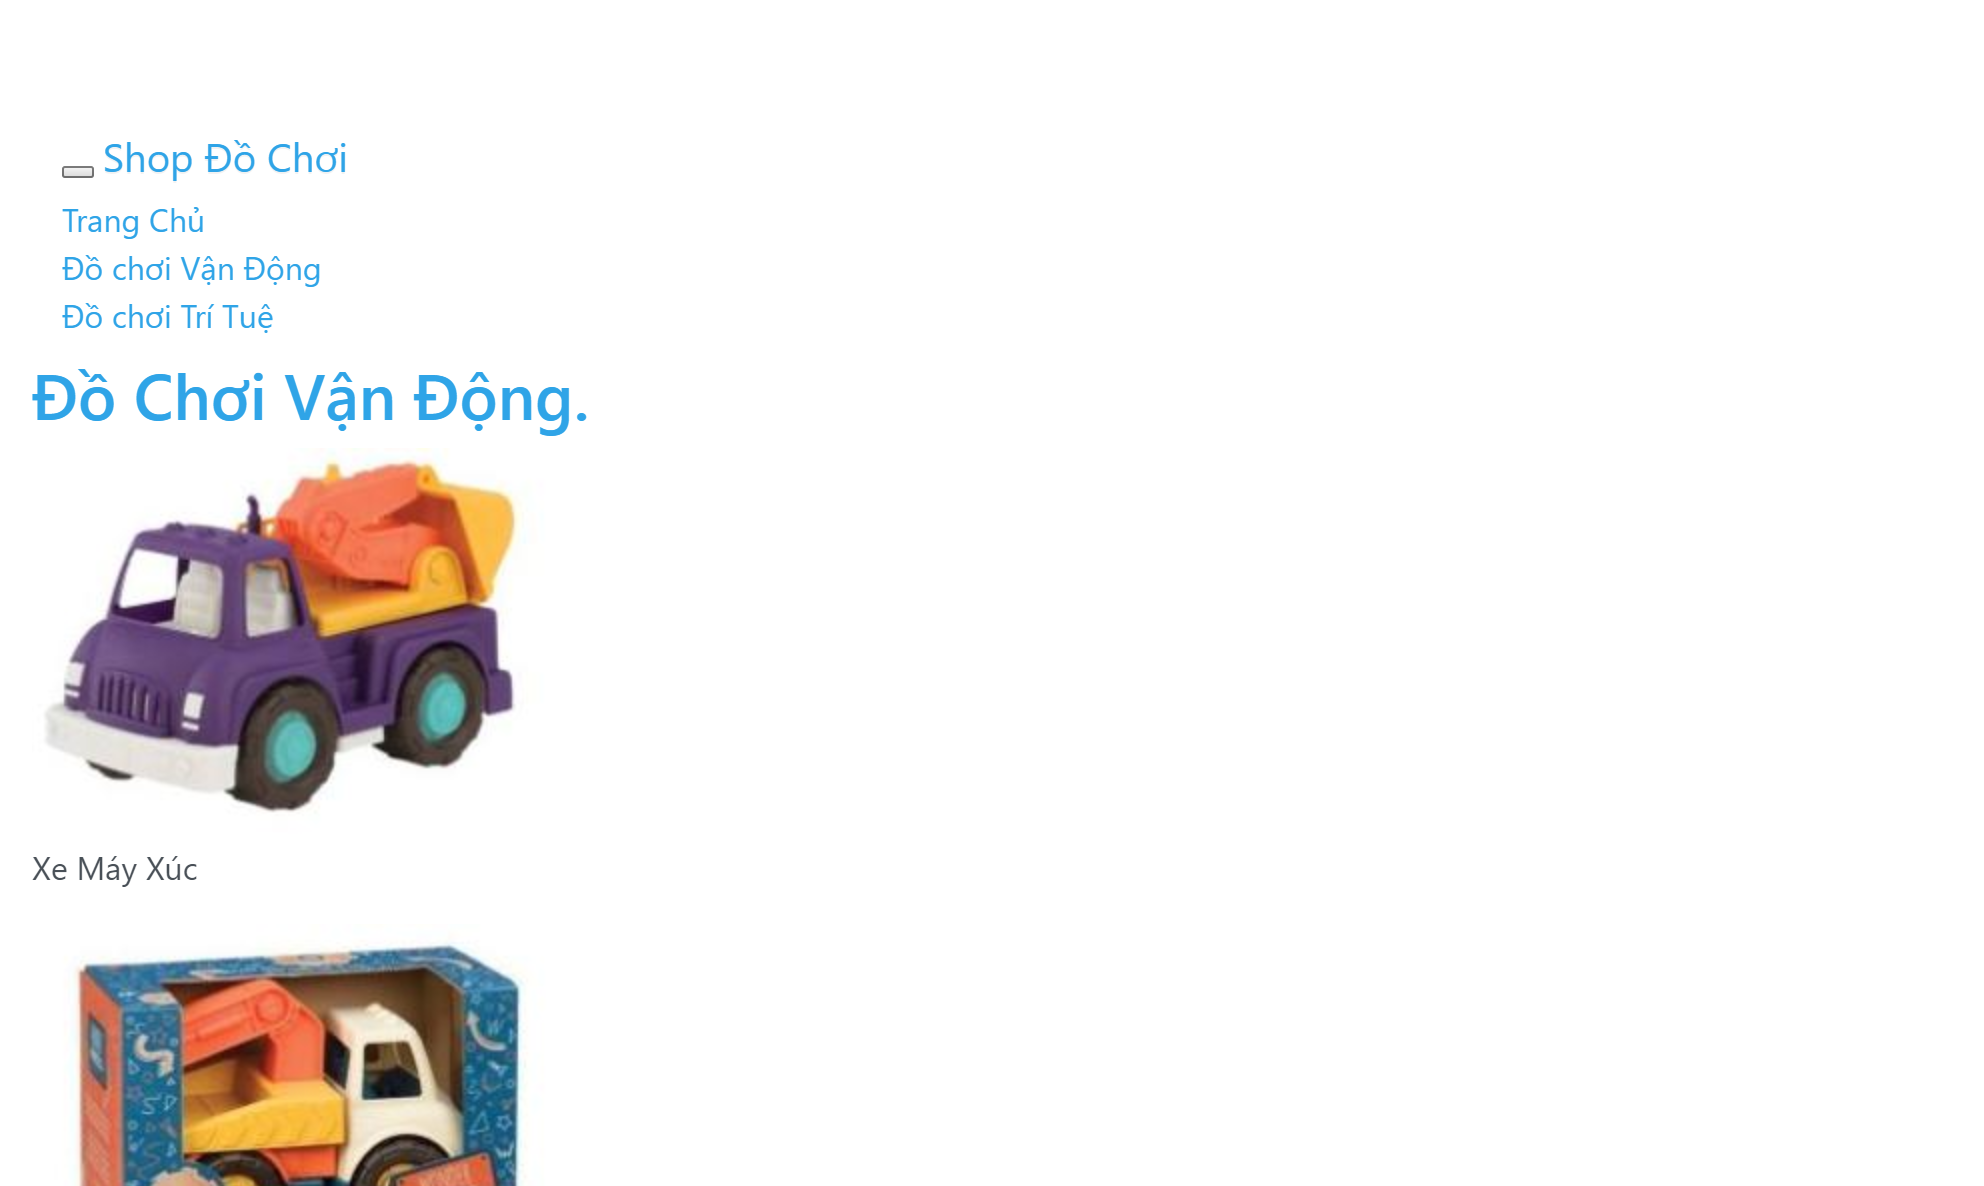 Shop Đồ Chơi
Trang Chủ
Đồ chơi Vận Động
Đồ chơi Trí Tuệ
Đồ Chơi Vận Động.
Xe Máy Xúc